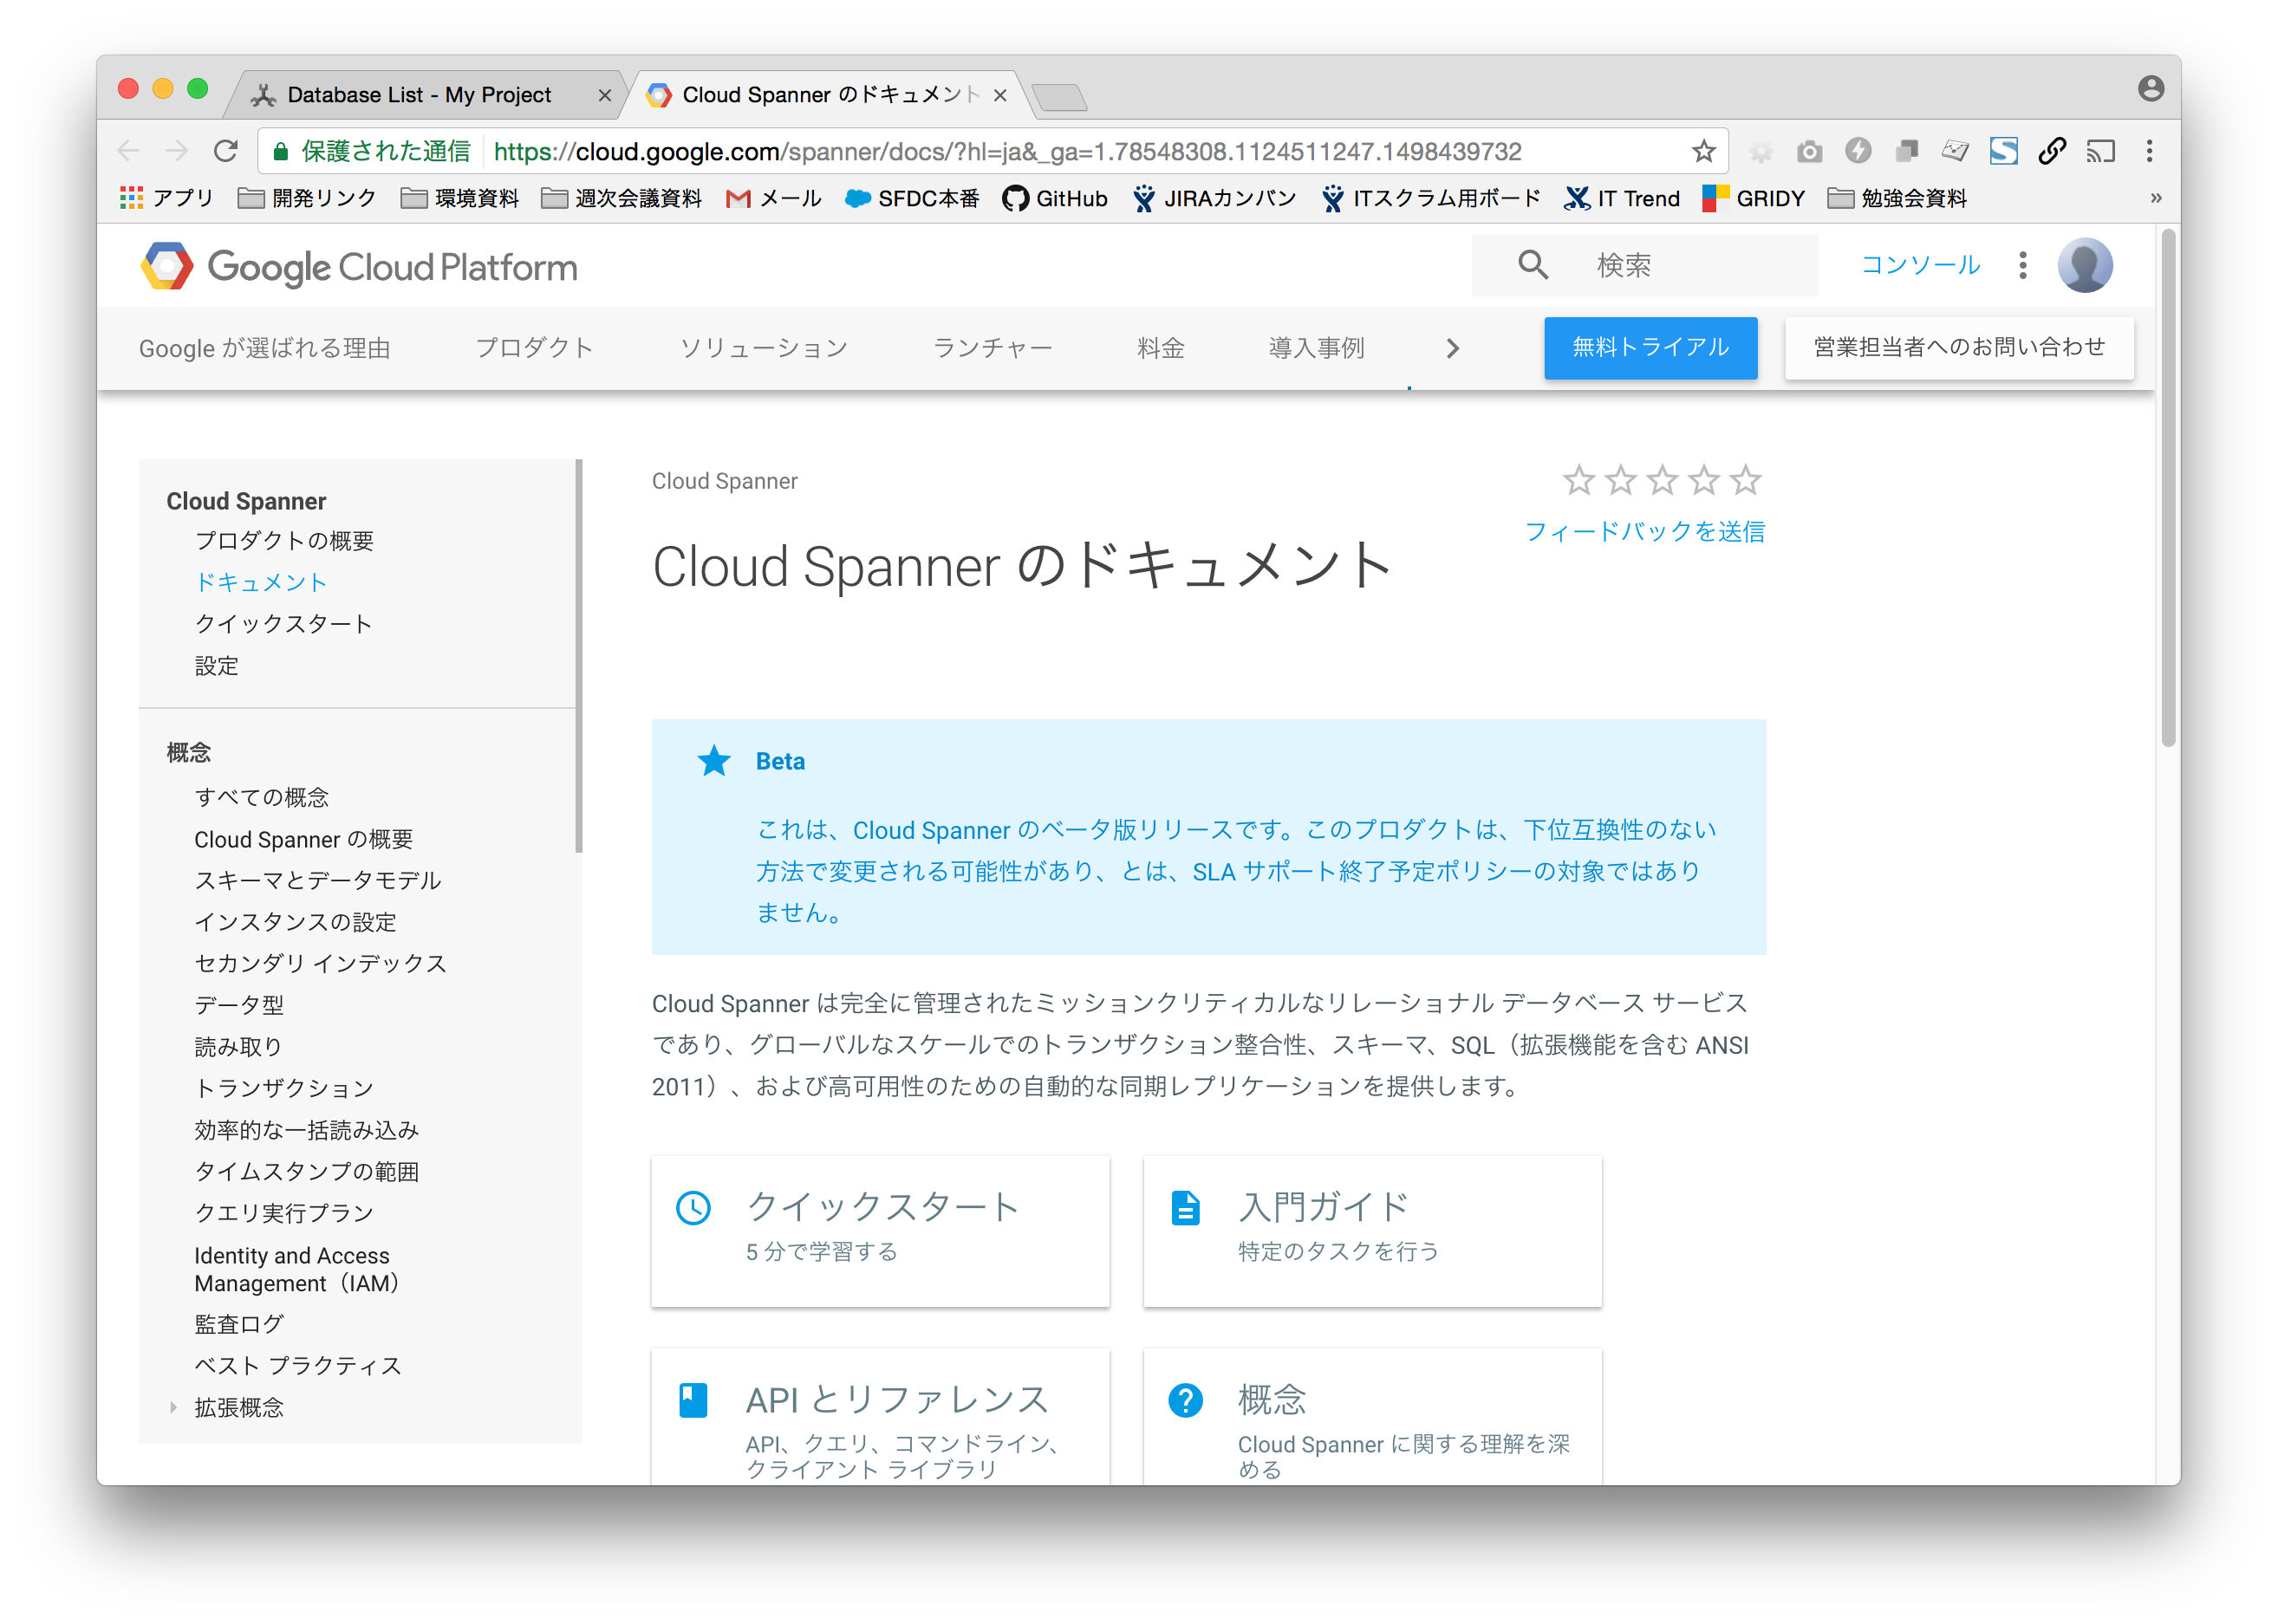 Database List - My Project
Cloud Spanner のドキュメント
保護された通信
https://cloud.google.com/spanner/docs/?hl=ja&_ga=1.78548308.1124511247.1498439732
アプリ
開発リンク
環境資料
週次会議資料
メール
SFDC本番
GitHub
JIRAカンバン
ITスクラム用ボード
IT Trend
GRIDY
勉強会資料
»
Google Cloud Platform
検索
コンソール
Google が選ばれる理由
プロダクト
ソリューション
ランチャー
料金
導入事例
無料トライアル
営業担当者へのお問い合わせ
Cloud Spanner
プロダクトの概要
ドキュメント
クイックスタート
設定
概念
すべての概念
Cloud Spanner の概要
スキーマとデータモデル
インスタンスの設定
セカンダリ インデックス
データ型
読み取り
トランザクション
効率的な一括読み込み
タイムスタンプの範囲
クエリ実行プラン
Identity and Access
Management（IAM）
監査ログ
ベスト プラクティス
拡張概念
Cloud Spanner
フィードバックを送信
Cloud Spanner のドキュメント
Beta
これは、Cloud Spanner のベータ版リリースです。このプロダクトは、下位互換性のない
方法で変更される可能性があり、とは、SLA サポート終了予定ポリシーの対象ではあり
ません。
Cloud Spanner は完全に管理されたミッションクリティカルなリレーショナル データベース サービス
であり、グローバルなスケールでのトランザクション整合性、スキーマ、SQL（拡張機能を含む ANSI
2011）、および高可用性のための自動的な同期レプリケーションを提供します。
クイックスタート
5 分で学習する
入門ガイド
特定のタスクを行う
API とリファレンス
API、クエリ、コマンドライン、
クライアント ライブラリ
概念
Cloud Spanner に関する理解を深
める